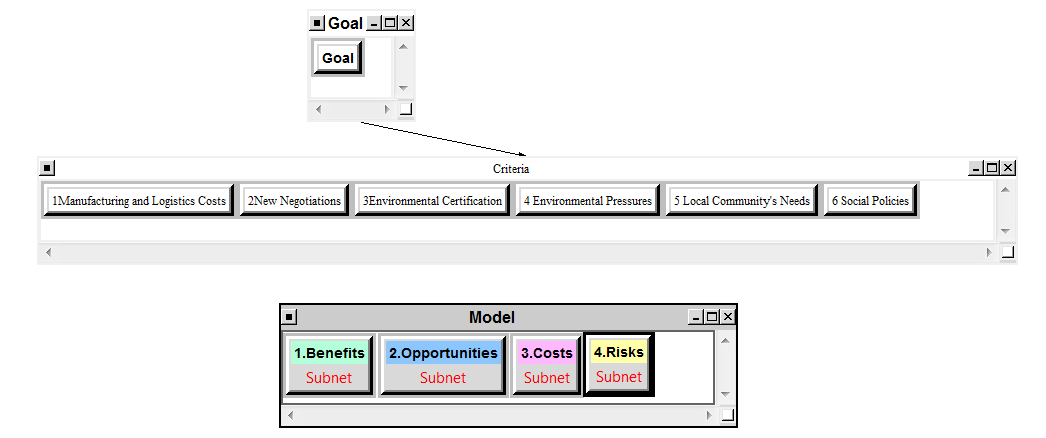 Goal
Goal
Criteria
1Manufacturing and Logistics Costs 2New Negotiations 3Environmental Certification 4 Environmental Pressures 5 Local Community's Needs 6 Social Policies
Model
1.Benefits 2.Opportunities 3.Costs 4.Risks
Subnet Subnet Subnet Subnet